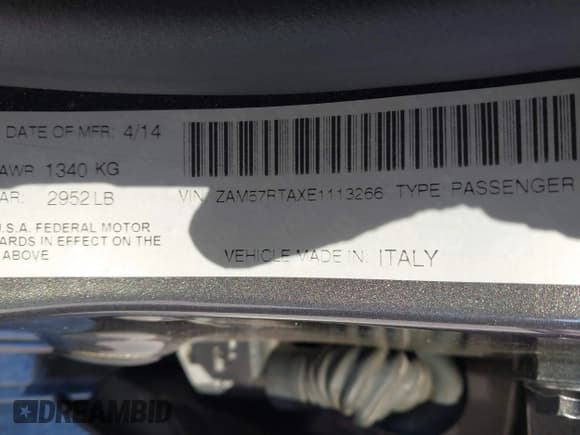 DATE OF MFR: 4/14
AWR 1340 KG
AR: 2952 LB
VIN: ZAM57RTAXE1113266 TYPE PASSENGER
U.S.A. FEDERAL MOTOR
ARDS IN EFFECT ON THE
ABOVE
VEHICLE MADE IN: ITALY
DREAMBID